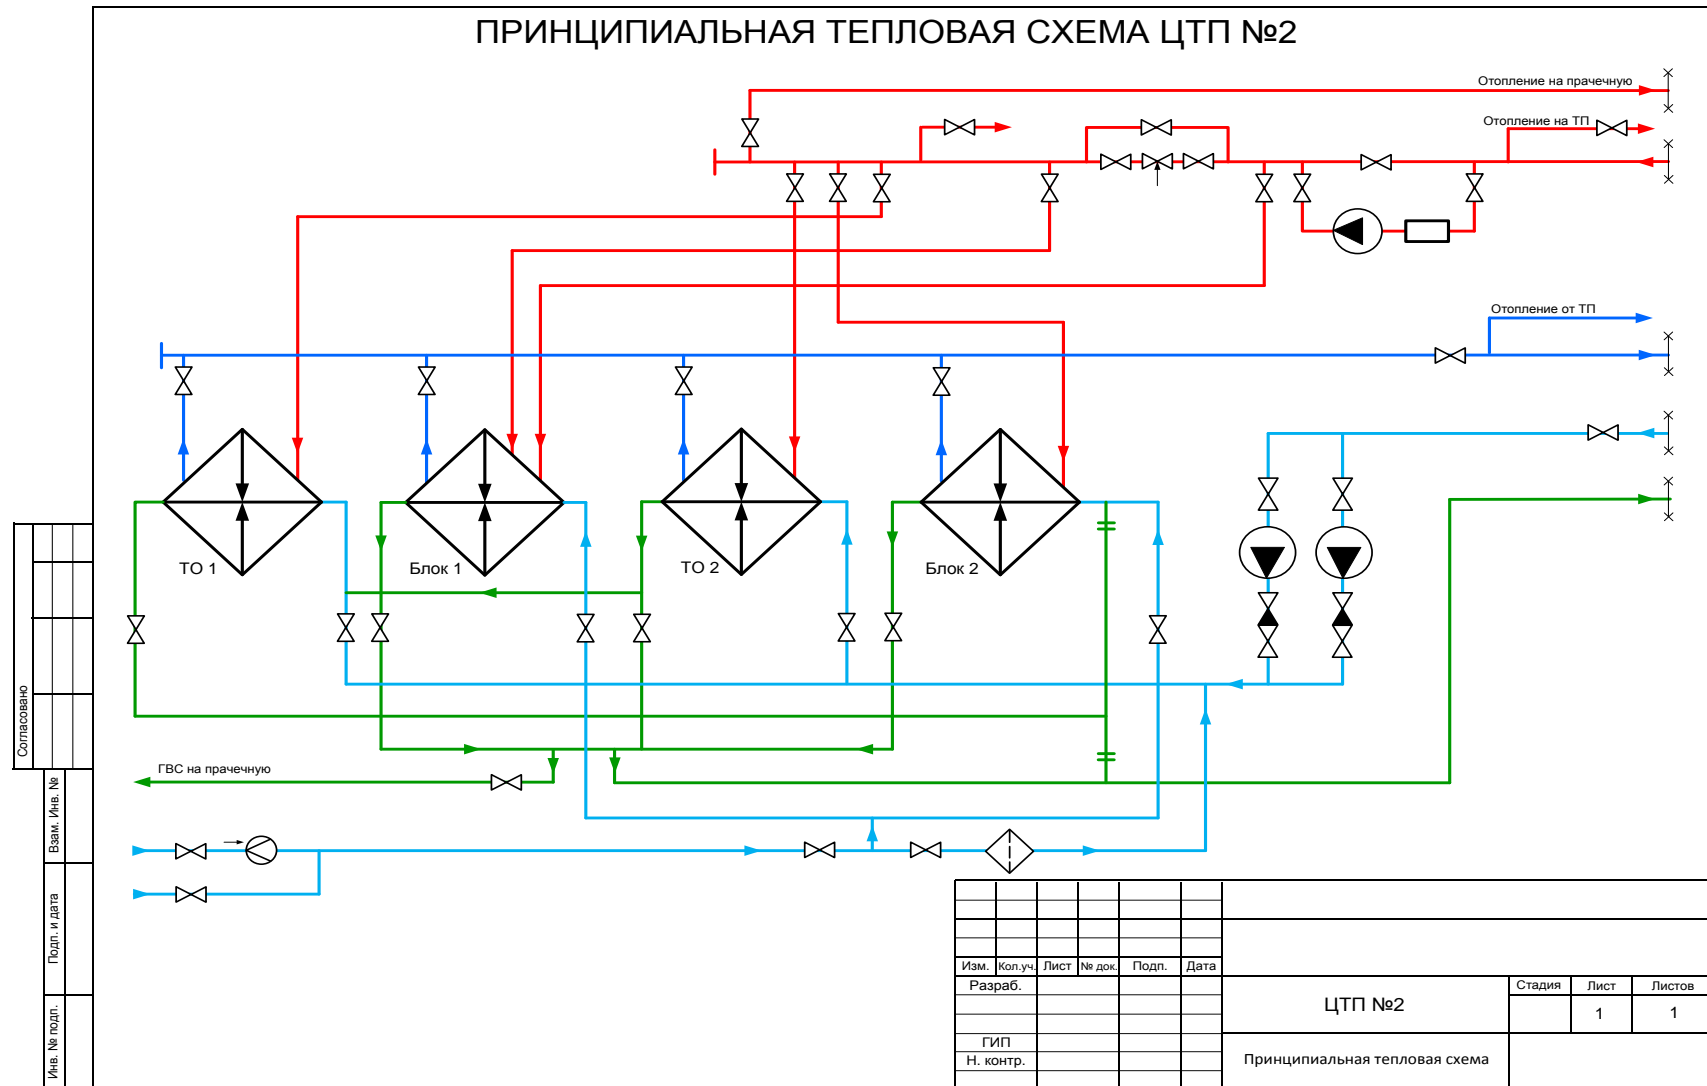 ПРИНЦИПИАЛЬНАЯ ТЕПЛОВАЯ СХЕМА ЦТП №2
Отопление на прачечную
Отопление на ТП
Отопление от ТП
ТО 1
Блок 1
ТО 2
Блок 2
ГВС на прачечную
Согласовано
Взам. Инв. №
Подп. и дата
Инв. № подп.
Изм. Кол.уч. Лист № док. Подп. Дата
Разраб.
ГИП
Н. контр.
ЦТП №2
Стадия Лист Листов
1 1
Принципиальная тепловая схема